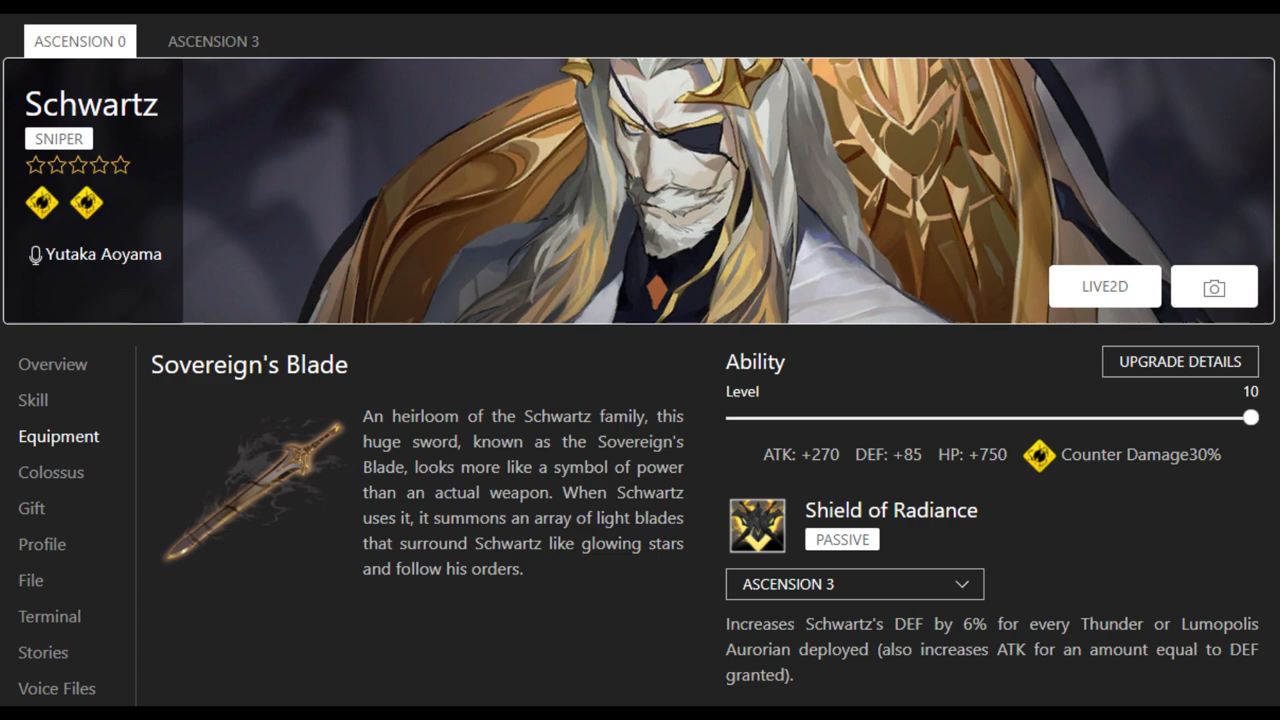 ASCENSION 0
ASCENSION 3
Schwartz
SNIPER
Yutaka Aoyama
LIVE2D
Overview
Skill
Equipment
Colossus
Gift
Profile
File
Terminal
Stories
Voice Files
Sovereign's Blade
An heirloom of the Schwartz family, this
huge sword, known as the Sovereign's
Blade, looks more like a symbol of power
than an actual weapon. When Schwartz
uses it, it summons an array of light blades
that surround Schwartz like glowing stars
and follow his orders.
Ability
UPGRADE DETAILS
Level
10
ATK: +270 DEF: +85 HP: +750 Counter Damage30%
Shield of Radiance
PASSIVE
ASCENSION 3
Increases Schwartz's DEF by 6% for every Thunder or Lumopolis
Aurorian deployed (also increases ATK for an amount equal to DEF
granted).